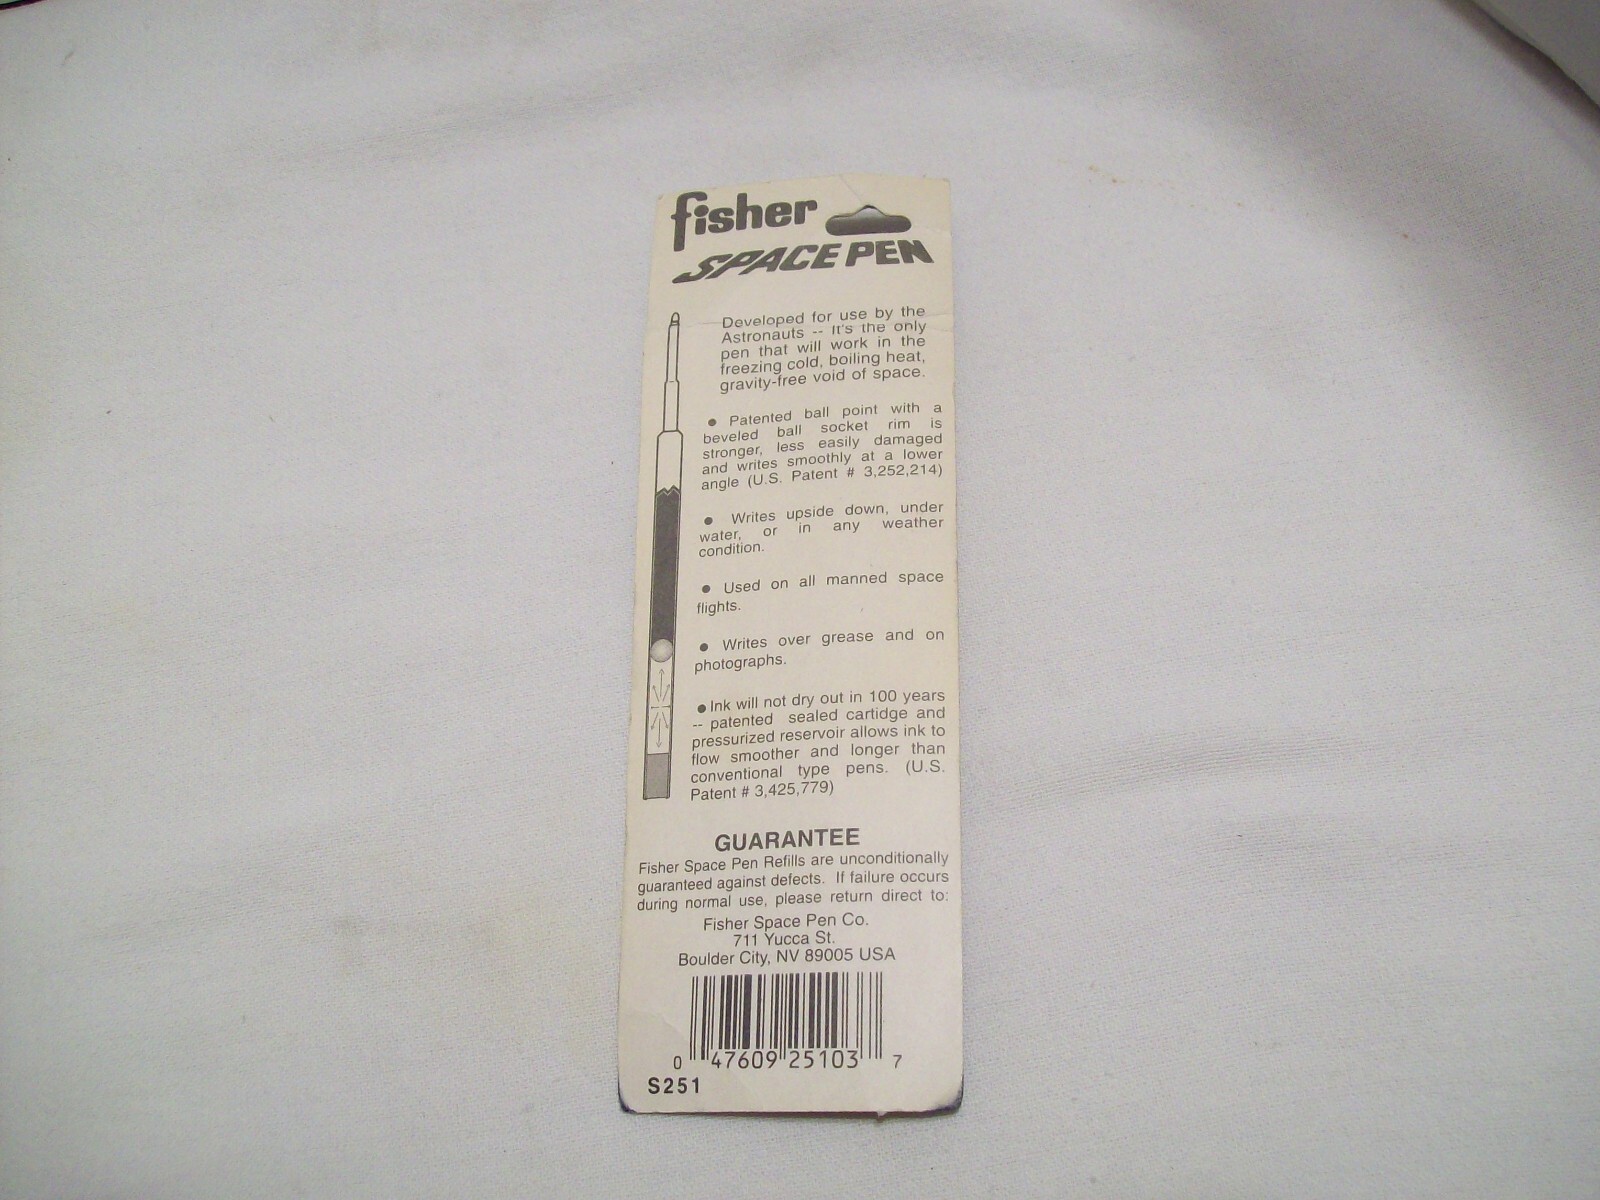 fisher
SPACE PEN
Developed for use by the
Astronauts -- It's the only
pen that will work in the
freezing cold, boiling heat,
gravity-free void of space.
● Patented ball point with a
beveled ball socket rim is
stronger, less easily damaged
and writes smoothly at a lower
angle (U.S. Patent # 3,252,214)
● Writes upside down, under
water, or in any weather
condition.
● Used on all manned space
flights.
● Writes over grease and on
photographs.
● Ink will not dry out in 100 years
-- patented sealed cartidge and
pressurized reservoir allows ink to
flow smoother and longer than
conventional type pens. (U.S.
Patent # 3,425,779)
GUARANTEE
Fisher Space Pen Refills are unconditionally
guaranteed against defects. If failure occurs
during normal use, please return direct to:
Fisher Space Pen Co.
711 Yucca St.
Boulder City, NV 89005 USA
0 47609 25103 7
S251